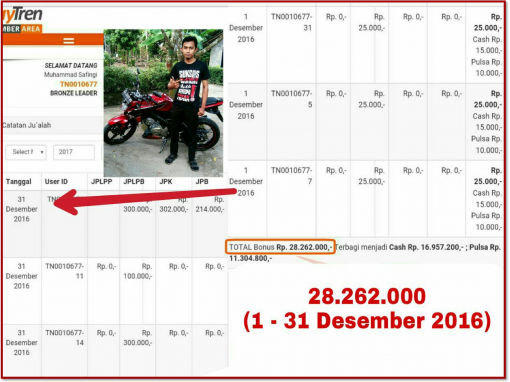 yTren
MBER AREA
SELAMAT DATANG
Muhammad Safingi
TN0010677
BRONZE LEADER
Catatan Ju`alah
Select
2017
Tanggal User ID JPLPP JPLPB JPK JPB
31 Rp. Rp. Rp.
Desember 300.000,- 302.000,- 214.000,-
2016
31 TN0010677- Rp. 0,- Rp. Rp. 0,- Rp. 0,-
Desember 11 100.000,-
2016
31 TN0010677- Rp. 0,- Rp. Rp. 0,- Rp. 0,-
Desember 14 300.000,-
2016
SUKSES
1 TN0010677- Rp. 0,- Rp. Rp. 0,- Rp.
Desember 31 25.000,- 25.000,-
2016 Cash Rp.
15.000,-
Pulsa Rp.
10.000,-
1 TN0010677- Rp. 0,- Rp. Rp. 0,- Rp.
Desember 5 25.000,- 25.000,-
2016 Cash Rp.
15.000,-
Pulsa Rp.
10.000,-
1 TN0010677- Rp. 0,- Rp. Rp. 0,- Rp.
Desember 7 25.000,- 25.000,-
2016 Cash Rp.
15.000,-
Pulsa Rp.
10.000,-
TOTAL Bonus Rp. 28.262.000,- Terbagi menjadi Cash Rp. 16.957.200,- ; Pulsa Rp.
11.304.800,-
28.262.000
(1 - 31 Desember 2016)